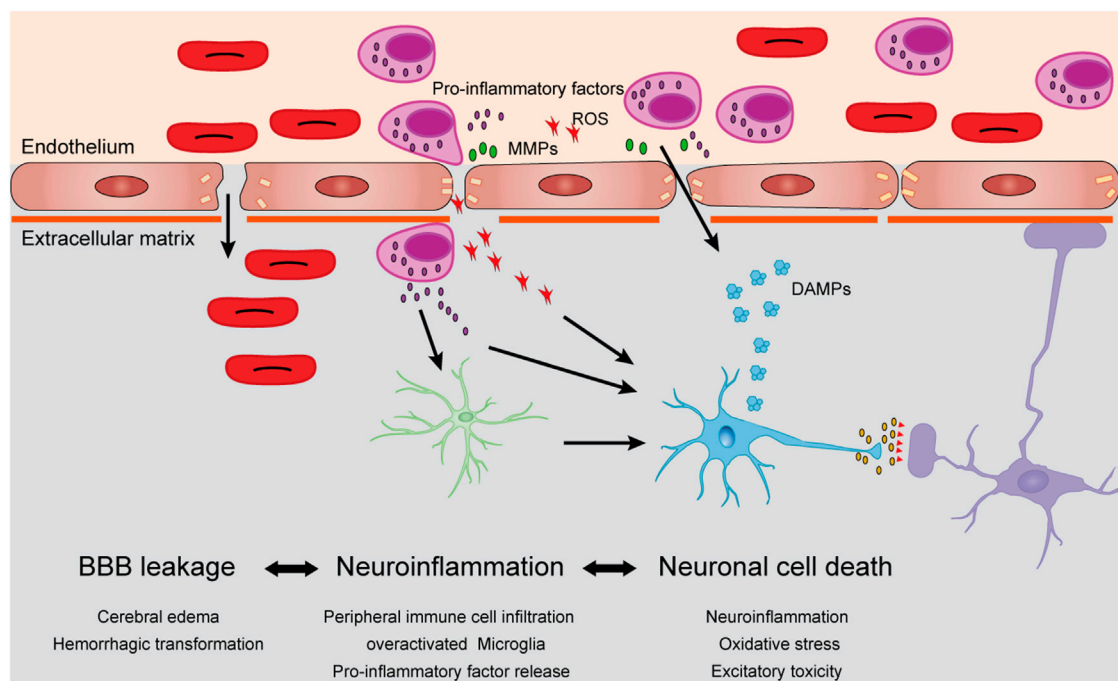 Pro-inflammatory factors
ROS
MMPs
Endothelium
Extracellular matrix
DAMPs
BBB leakage
Neuroinflammation
Neuronal cell death
Cerebral edema
Hemorrhagic transformation
Peripheral immune cell infiltration
overactivated Microglia
Pro-inflammatory factor release
Neuroinflammation
Oxidative stress
Excitatory toxicity